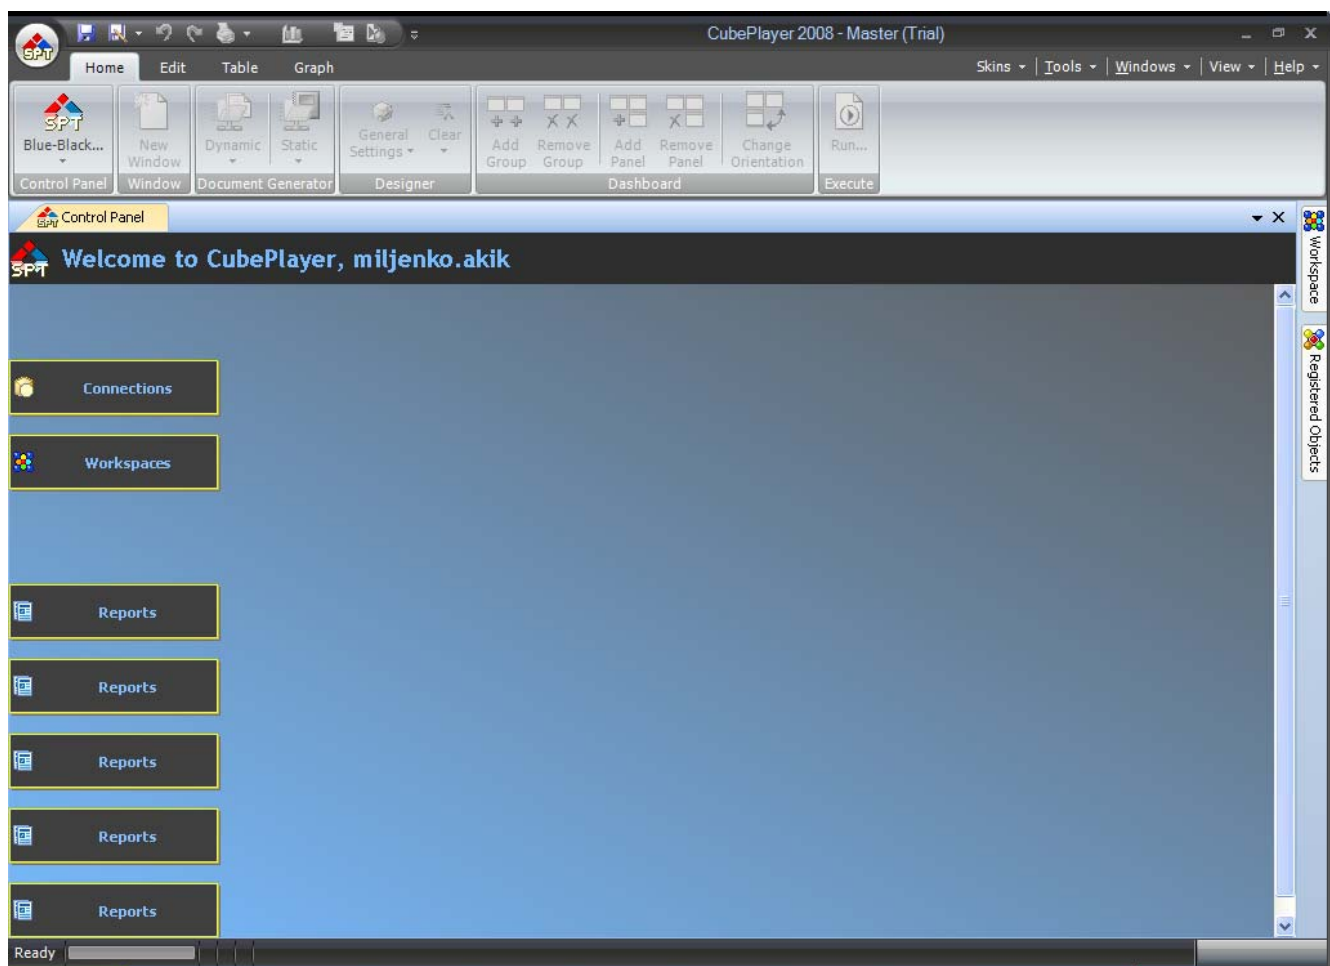 CubePlayer 2008 - Master (Trial)
SPT
Home Edit Table Graph
Skins Tools Windows View Help
SPT
Blue-Black...
New Window
Dynamic
Static
General Settings
Clear
Add Group
Remove Group
Add Panel
Remove Panel
Change Orientation
Run...
Control Panel Window Document Generator Designer Dashboard Execute
SPT Control Panel
SPT Welcome to CubePlayer, miljenko.akik
Workspace
Registered Objects
Connections
Workspaces
Reports
Reports
Reports
Reports
Reports
Ready